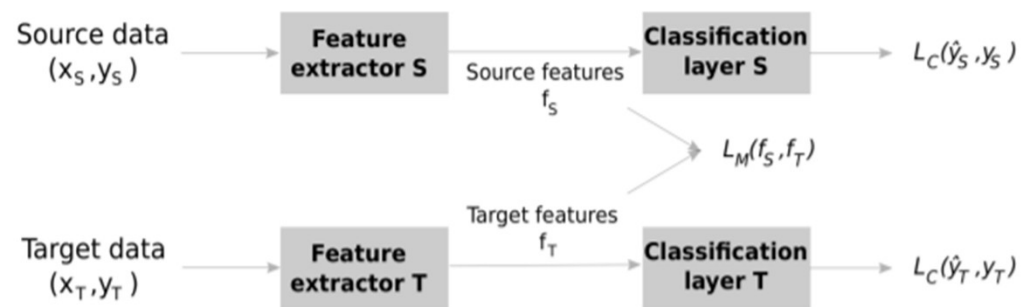 Source data
(xS,yS )
Feature
extractor S
Source features
fS
Classification
layer S
LC(ŷS ,yS )
LM(fS,fT)
Target data
(xT,yT )
Feature
extractor T
Target features
fT
Classification
layer T
LC(ŷT ,yT)